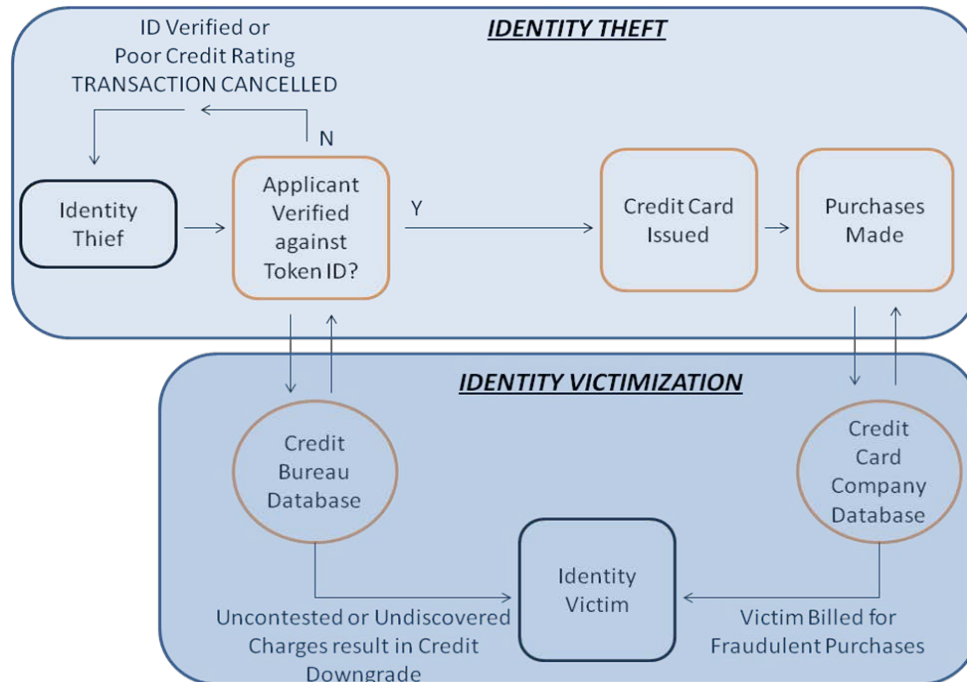 IDENTITY THEFT
ID Verified or
Poor Credit Rating
TRANSACTION CANCELLED
N
Identity
Thief
Applicant
Verified
against
Token ID?
Y
Credit Card
Issued
Purchases
Made
IDENTITY VICTIMIZATION
Credit
Bureau
Database
Credit
Card
Company
Database
Identity
Victim
Uncontested or Undiscovered
Charges result in Credit
Downgrade
Victim Billed for
Fraudulent Purchases